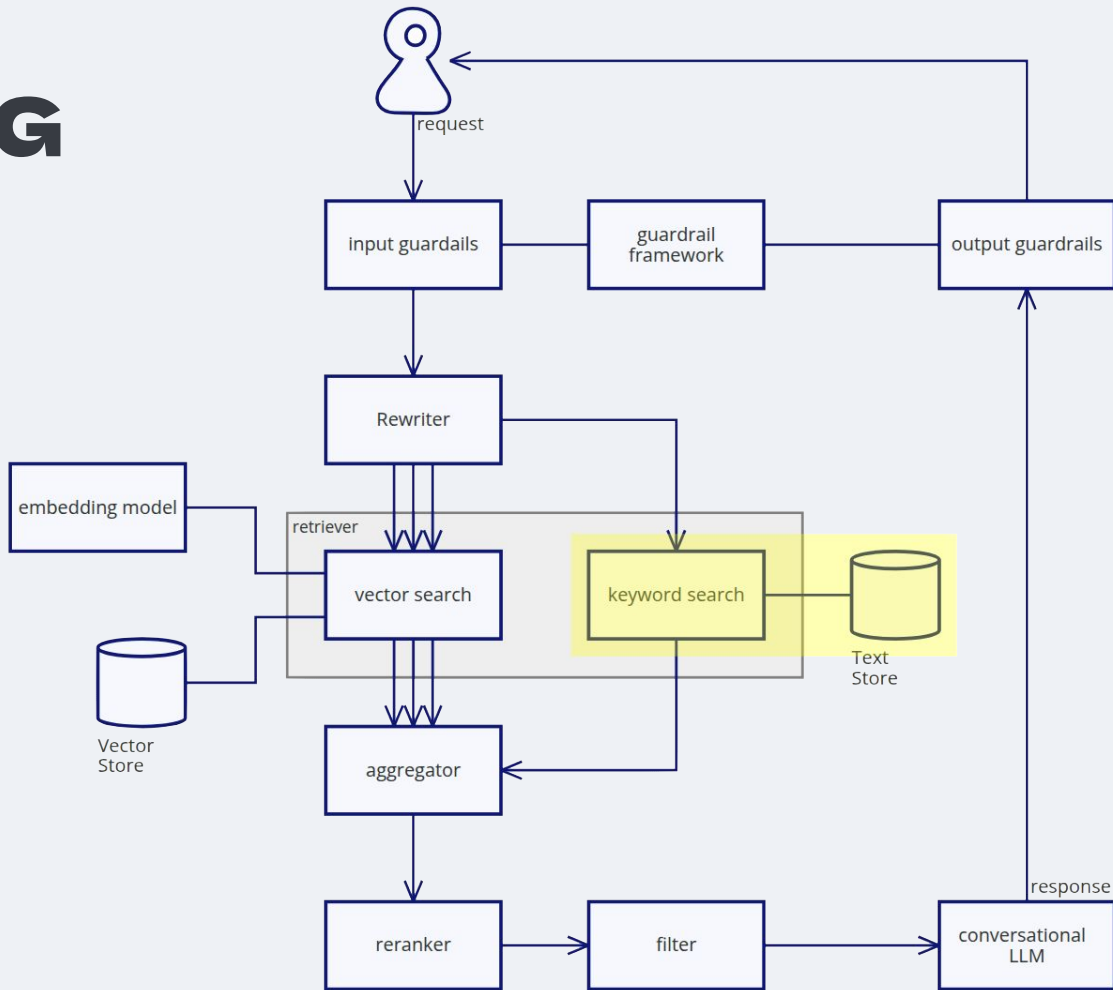 G
request
input guardails
guardrail
framework
output guardrails
Rewriter
embedding model
retriever
vector search
keyword search
Text
Store
Vector
Store
aggregator
response
reranker
filter
conversational
LLM